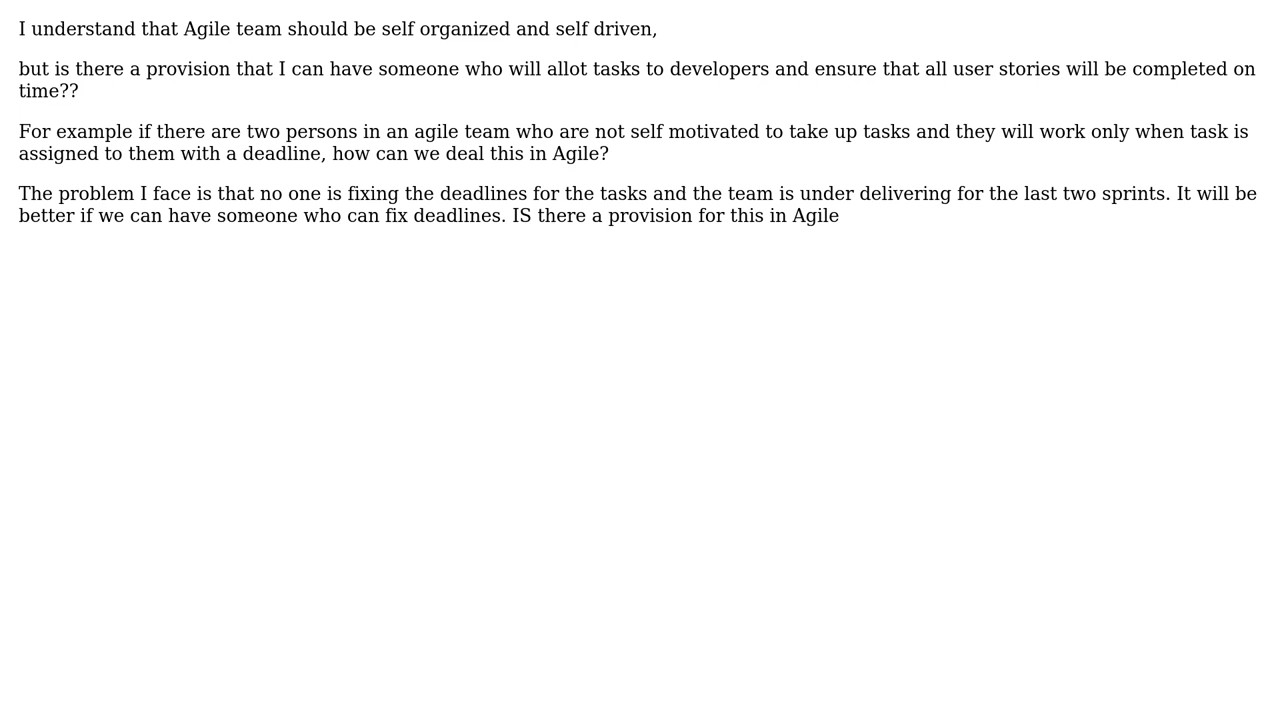 I understand that Agile team should be self organized and self driven,
but is there a provision that I can have someone who will allot tasks to developers and ensure that all user stories will be completed on
time??
For example if there are two persons in an agile team who are not self motivated to take up tasks and they will work only when task is
assigned to them with a deadline, how can we deal this in Agile?
The problem I face is that no one is fixing the deadlines for the tasks and the team is under delivering for the last two sprints. It will be
better if we can have someone who can fix deadlines. IS there a provision for this in Agile